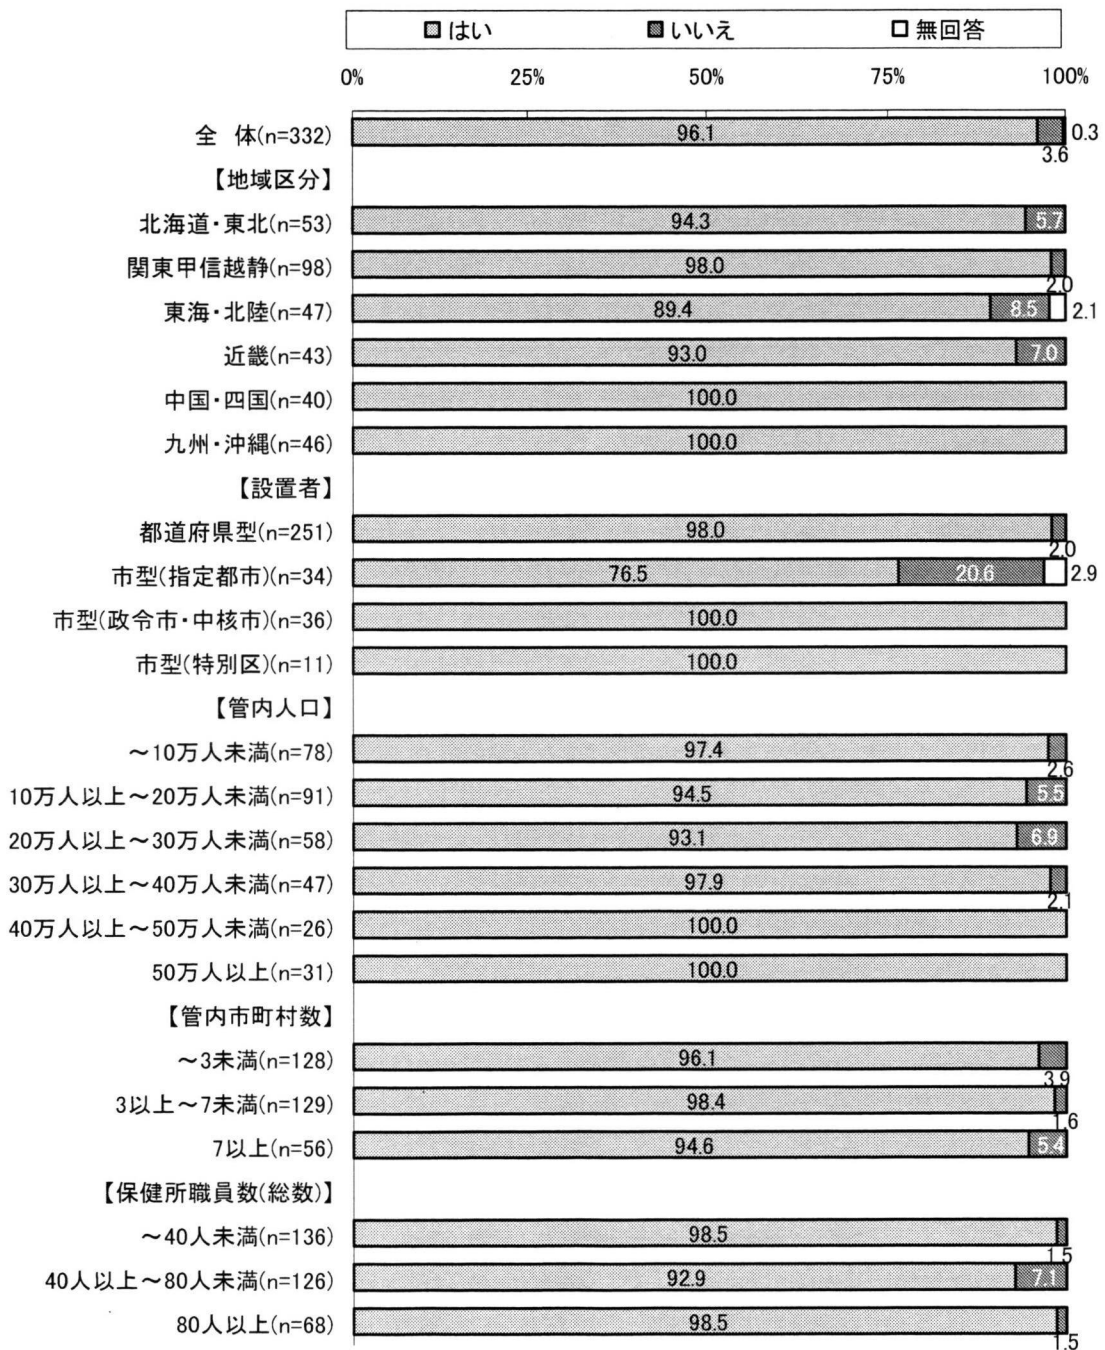 はい いいえ 無回答
0% 25% 50% 75% 100%
全 体(n=332) 96.1 3.6 0.3
【地域区分】
北海道・東北(n=53) 94.3 5.7
関東甲信越静(n=98) 98.0 2.0
東海・北陸(n=47) 89.4 8.5 2.1
近畿(n=43) 93.0 7.0
中国・四国(n=40) 100.0
九州・沖縄(n=46) 100.0
【設置者】
都道府県型(n=251) 98.0 2.0
市型(指定都市)(n=34) 76.5 20.6 2.9
市型(政令市・中核市)(n=36) 100.0
市型(特別区)(n=11) 100.0
【管内人口】
～10万人未満(n=78) 97.4 2.6
10万人以上～20万人未満(n=91) 94.5 5.5
20万人以上～30万人未満(n=58) 93.1 6.9
30万人以上～40万人未満(n=47) 97.9 2.1
40万人以上～50万人未満(n=26) 100.0
50万人以上(n=31) 100.0
【管内市町村数】
～3未満(n=128) 96.1 3.9
3以上～7未満(n=129) 98.4 1.6
7以上(n=56) 94.6 5.4
【保健所職員数(総数)】
～40人未満(n=136) 98.5 1.5
40人以上～80人未満(n=126) 92.9 7.1
80人以上(n=68) 98.5 1.5